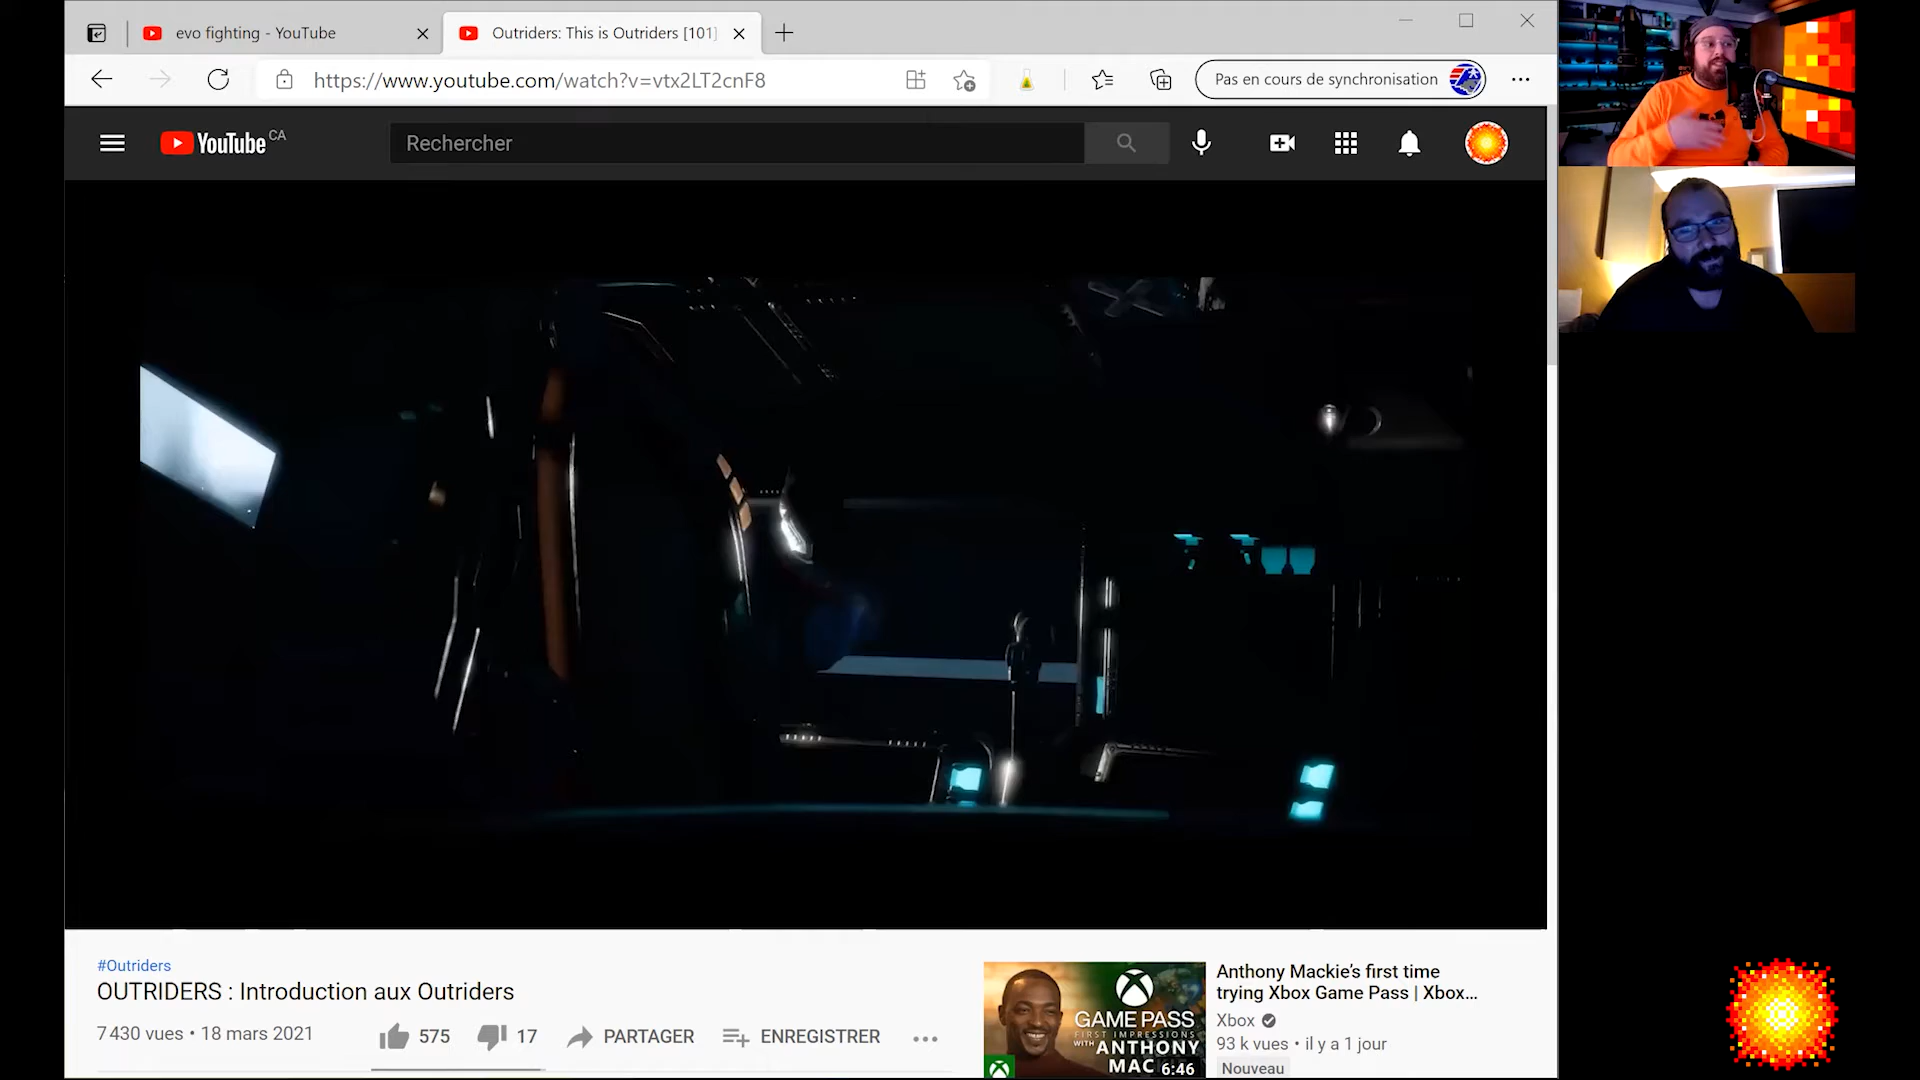 evo fighting - YouTube
Outriders: This is Outriders [101]
https://www.youtube.com/watch?v=vtx2LT2cnF8
Pas en cours de synchronisation
YouTube CA
Rechercher
#Outriders
OUTRIDERS : Introduction aux Outriders
7 430 vues • 18 mars 2021
575
17
PARTAGER
ENREGISTRER
GAME PASS
FIRST IMPRESSIONS
WITH ANTHONY
MAC
6:46
Anthony Mackie's first time
trying Xbox Game Pass | Xbox...
Xbox
93 k vues • il y a 1 jour
Nouveau